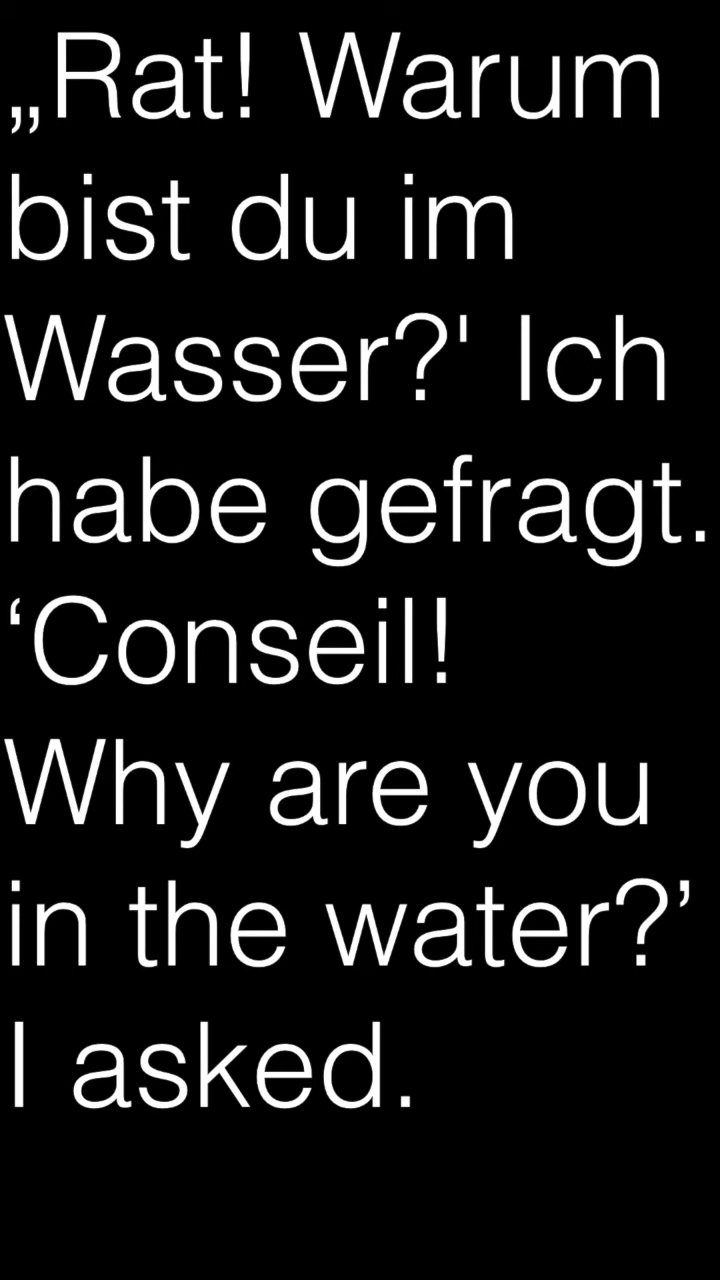 „Rat! Warum
bist du im
Wasser?' Ich
habe gefragt.
‘Conseil!
Why are you
in the water?’
I asked.